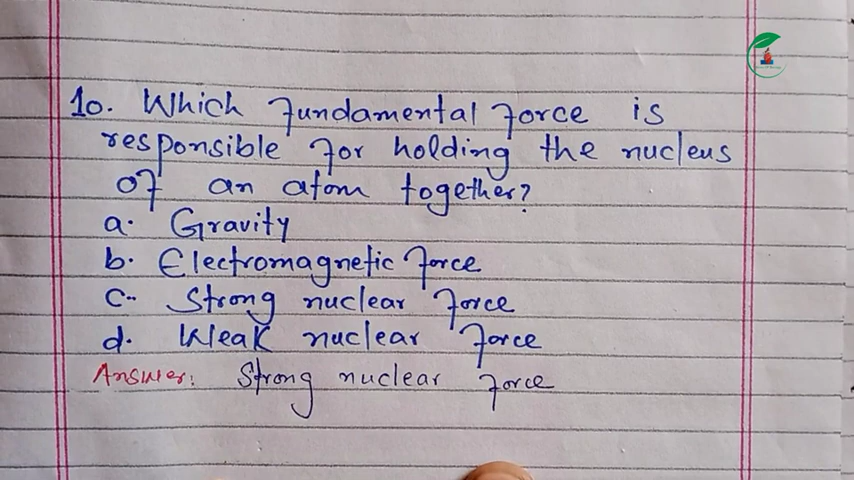 10. Which fundamental force is
responsible for holding the nucleus
of an atom together?
a. Gravity
b. Electromagnetic force
c. Strong nuclear force
d. Weak nuclear force
Answer: Strong nuclear force